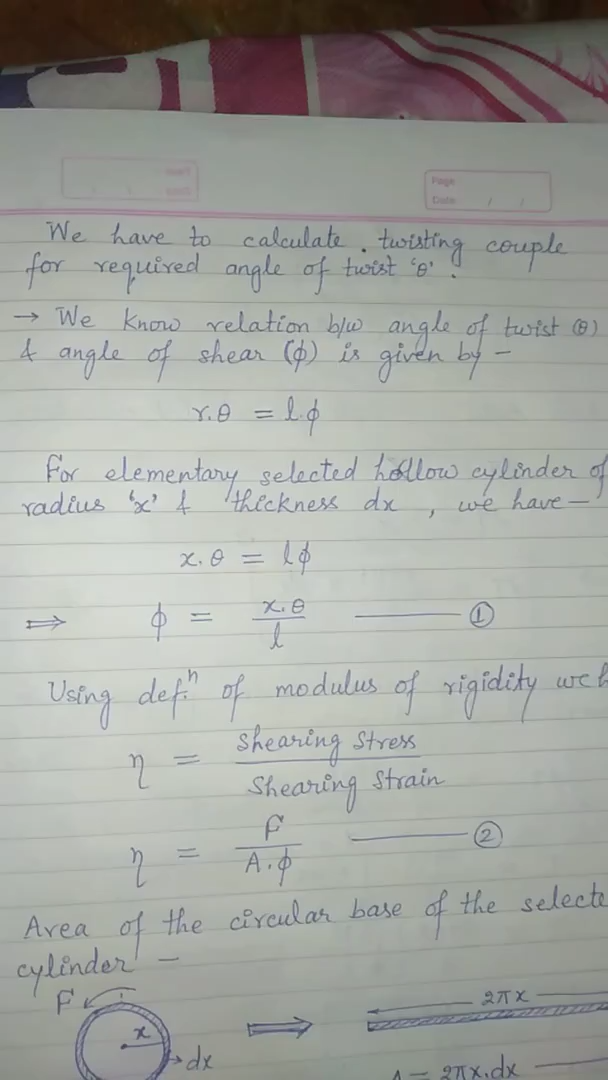 Page
Date / /
We have to calculate . twisting couple
for required angle of twist 'θ' .
→ We know relation b/w angle of twist (θ)
& angle of shear (ϕ) is given by -
r.θ = l.ϕ
For elementary selected hollow cylinder of
radius 'x' & thickness dx , we have -
x.θ = lϕ
⇒ ϕ = x.θ / l —— ①
Using defⁿ. of modulus of rigidity we
η = Shearing Stress / Shearing Strain
η = F / A.ϕ —— ②
Area of the circular base of the selecte
cylinder -
F
2πx
x
dx
A = 2πx.dx —